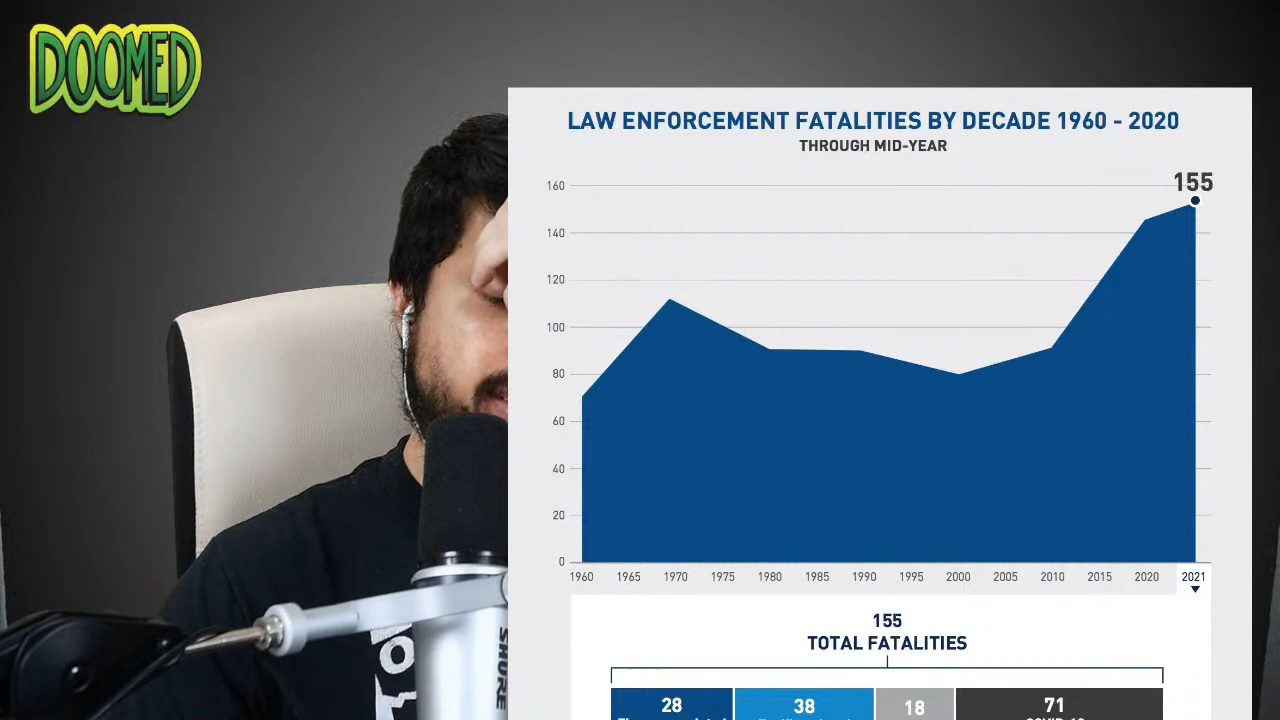 DOOMED
LAW ENFORCEMENT FATALITIES BY DECADE 1960 - 2020
THROUGH MID-YEAR
155
160
140
120
100
80
60
40
20
0
1960 1965 1970 1975 1980 1985 1990 1995 2000 2005 2010 2015 2020 2021
155
TOTAL FATALITIES
28 38 18 71
SHURE